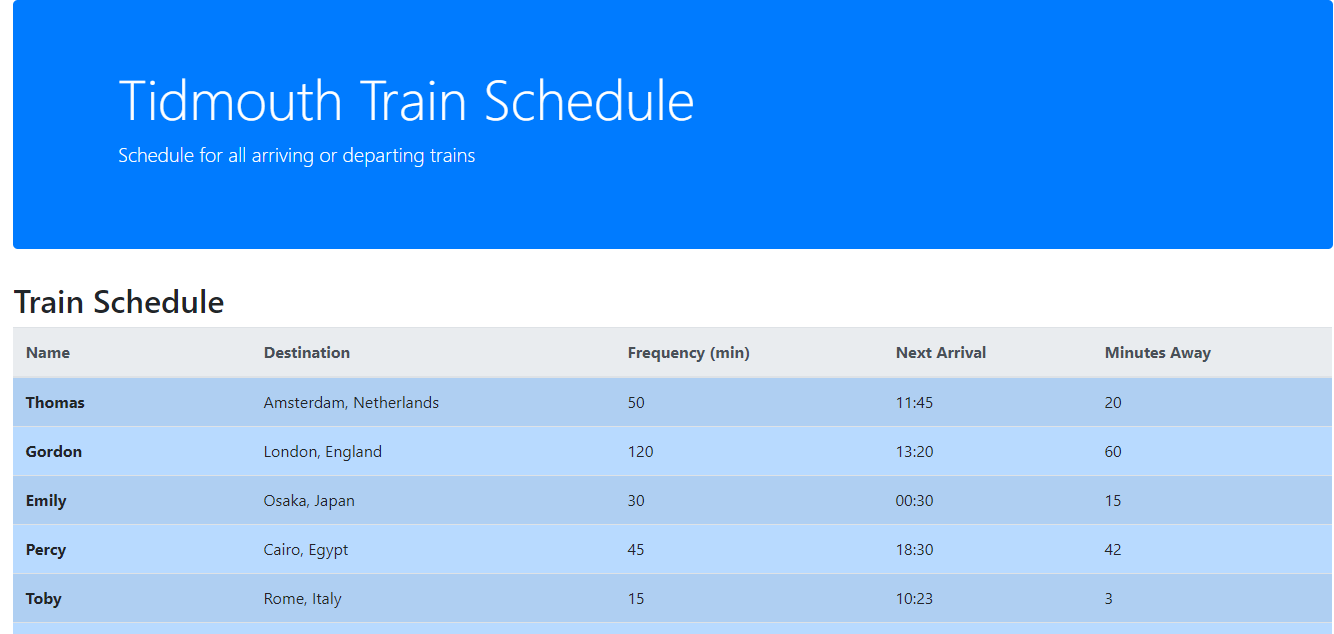 Tidmouth Train Schedule
Schedule for all arriving or departing trains
Train Schedule
Name Destination Frequency (min) Next Arrival Minutes Away
Thomas Amsterdam, Netherlands 50 11:45 20
Gordon London, England 120 13:20 60
Emily Osaka, Japan 30 00:30 15
Percy Cairo, Egypt 45 18:30 42
Toby Rome, Italy 15 10:23 3